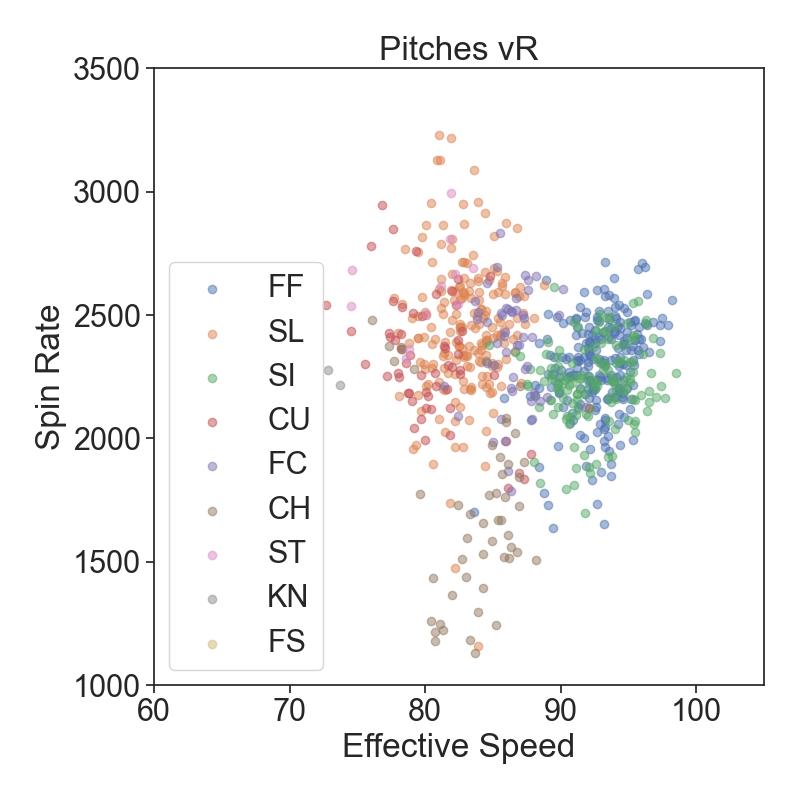 Pitches vR
3500
3000
2500
2000
1500
1000
Spin Rate
FF
SL
SI
CU
FC
CH
ST
KN
FS
60 70 80 90 100
Effective Speed